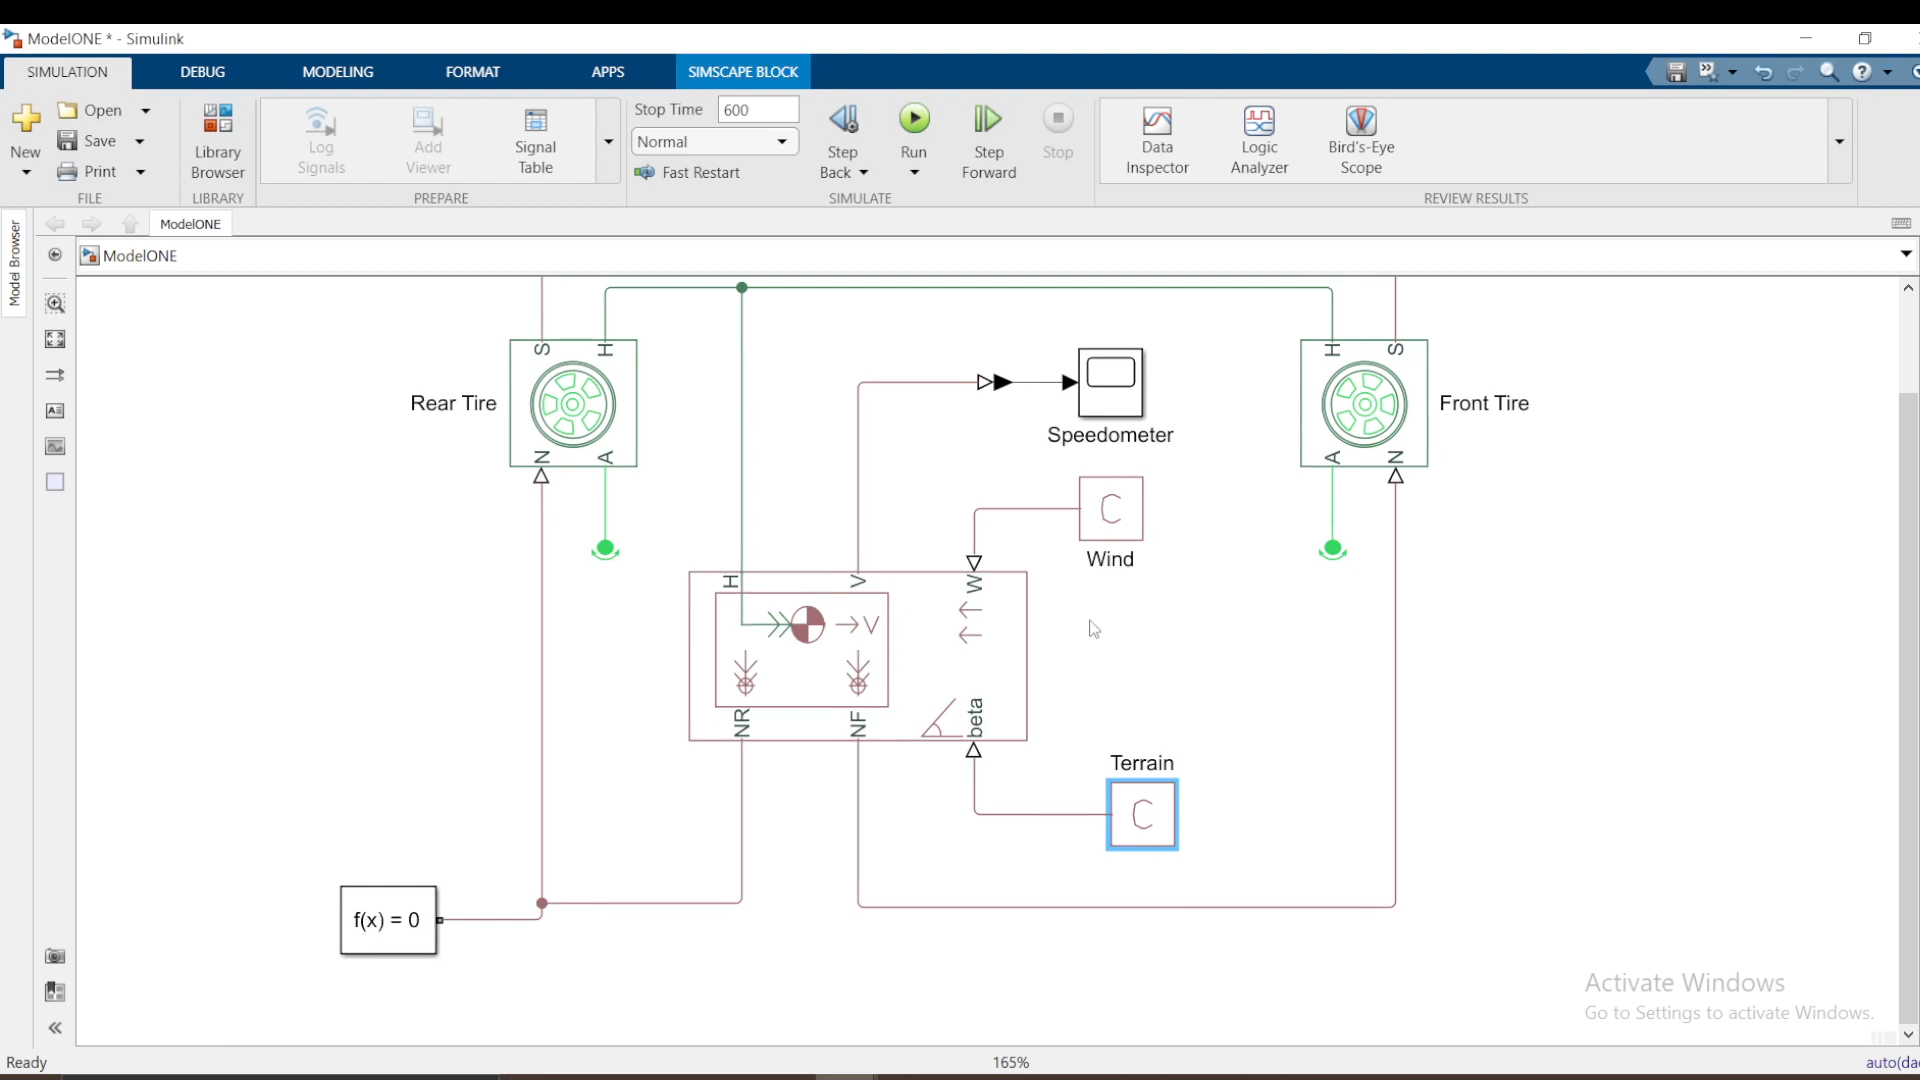 ModelONE * - Simulink
SIMULATION DEBUG MODELING FORMAT APPS SIMSCAPE BLOCK
New
Open
Save
Print
FILE
Library
Browser
LIBRARY
Log
Signals
Add
Viewer
Signal
Table
PREPARE
Stop Time 600
Normal
Fast Restart
Step
Back
Run
Step
Forward
Stop
SIMULATE
Data
Inspector
Logic
Analyzer
Bird's-Eye
Scope
REVIEW RESULTS
Model Browser
ModelONE
ModelONE
S H
Rear Tire
N A
Speedometer
H S
Front Tire
A N
C
Wind
H V W
V
NR NF beta
Terrain
C
f(x) = 0
Activate Windows
Go to Settings to activate Windows.
Ready 165% auto(da